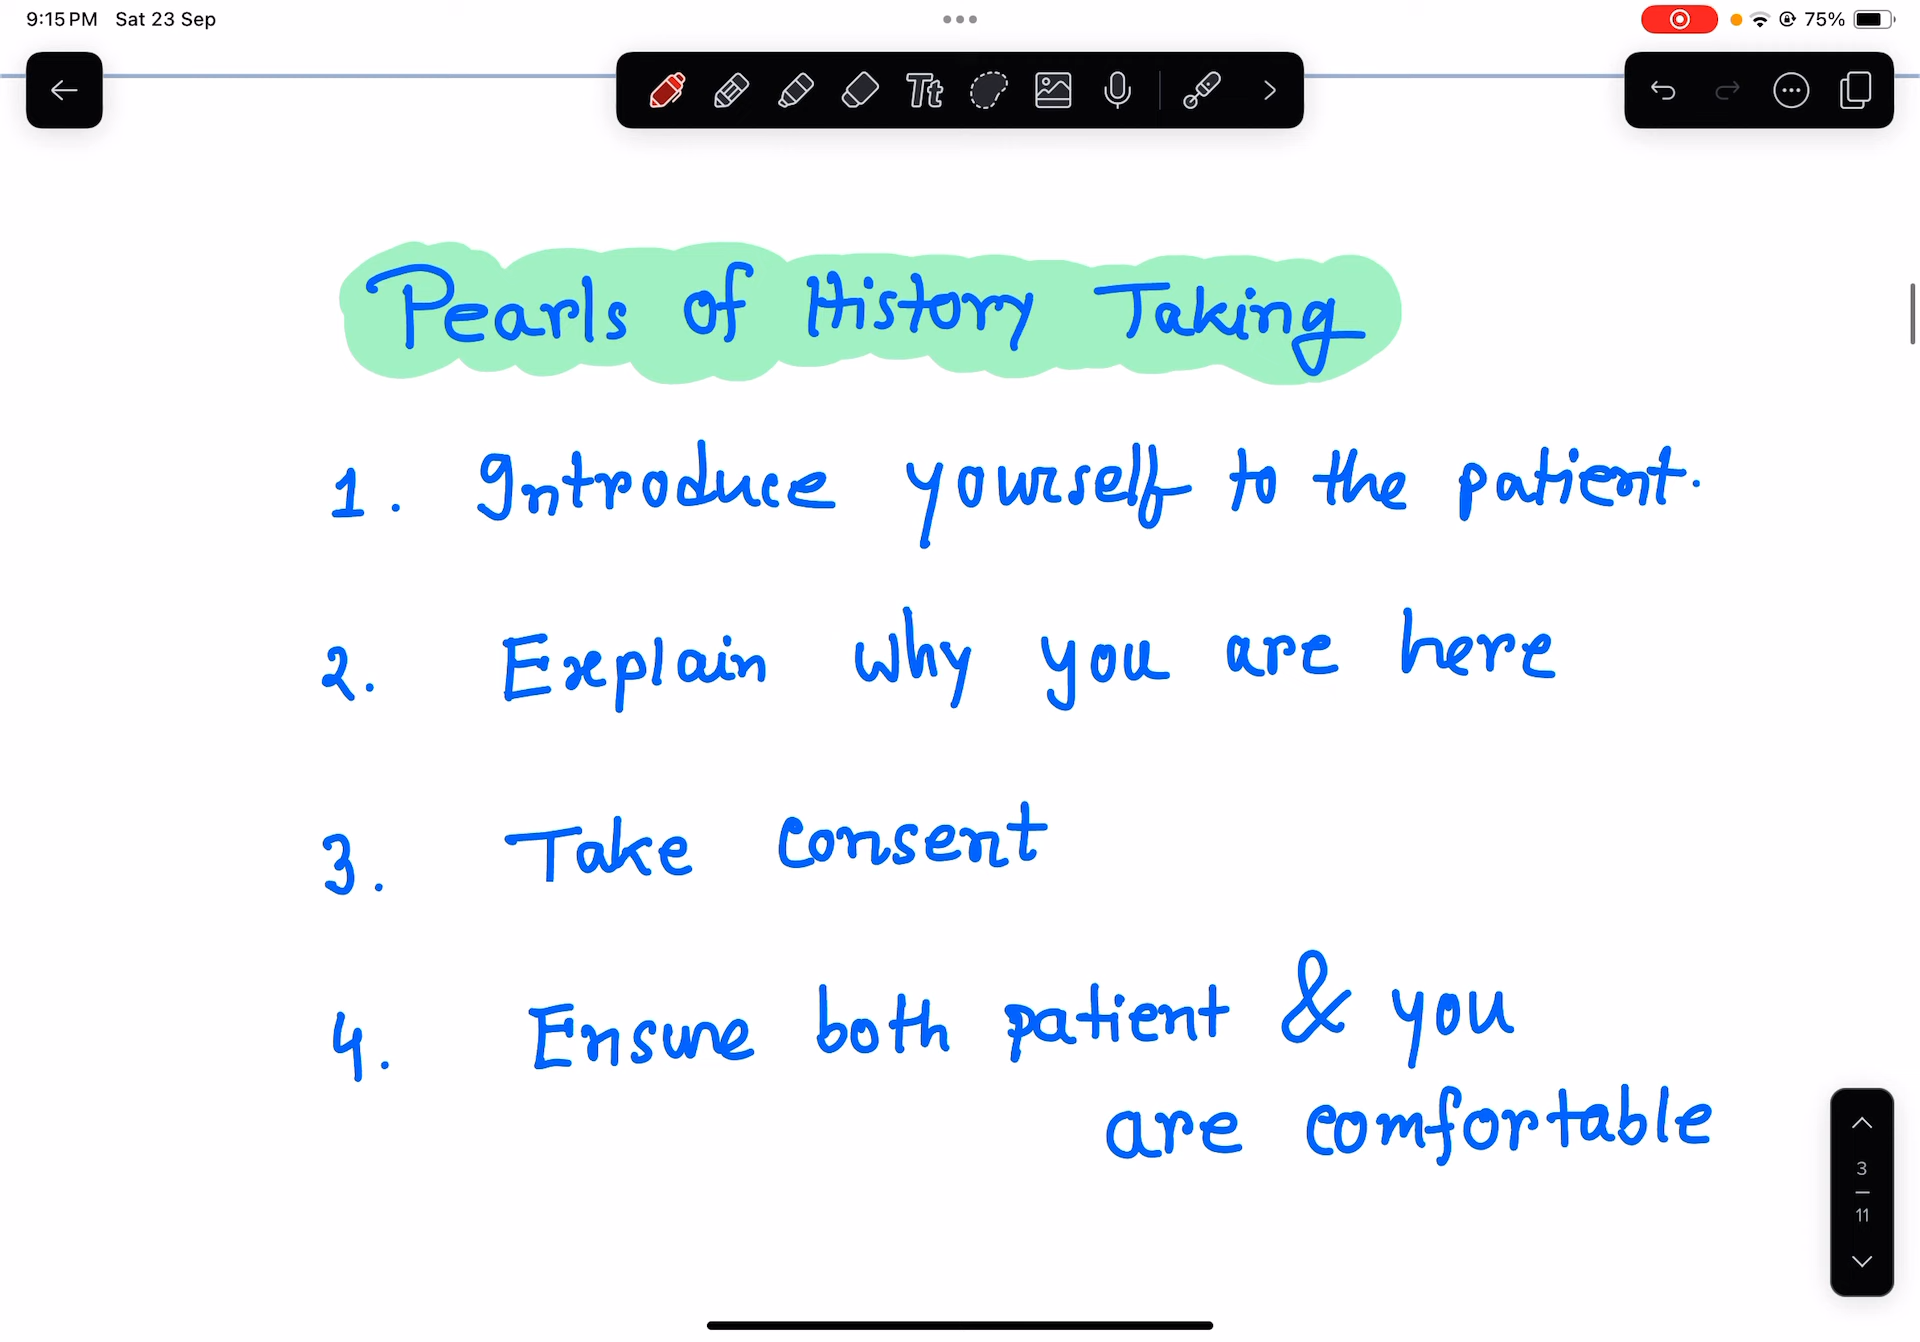 9:15 PM Sat 23 Sep
75%
Tt
Pearls of History Taking
1. Introduce yourself to the patient.
2. Explain why you are here
3. Take consent
4. Ensure both patient & you
are comfortable
3
11